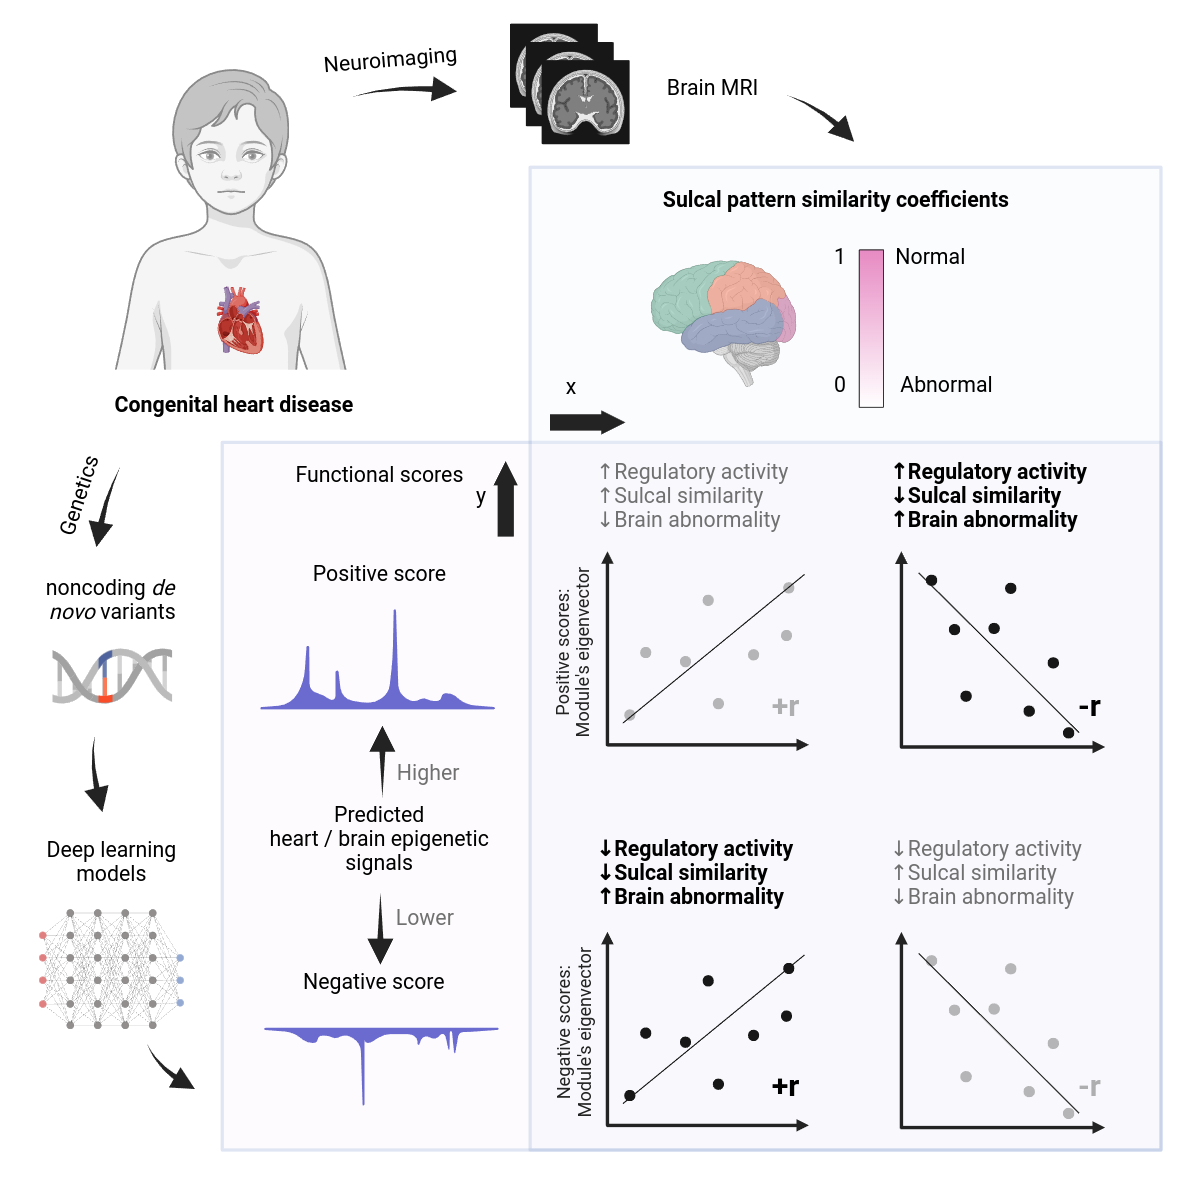 Neuroimaging
Brain MRI
Sulcal pattern similarity coefficients
1
Normal
0
Abnormal
x
Congenital heart disease
Genetics
noncoding de
novo variants
Deep learning
models
Functional scores
y
Positive score
Higher
Predicted
heart / brain epigenetic
signals
Lower
Negative score
↑Regulatory activity
↑Sulcal similarity
↓Brain abnormality
↑Regulatory activity
↓Sulcal similarity
↑Brain abnormality
Positive scores:
Module's eigenvector
+r
-r
↓Regulatory activity
↓Sulcal similarity
↑Brain abnormality
↓Regulatory activity
↑Sulcal similarity
↓Brain abnormality
Negative scores:
Module's eigenvector
+r
-r